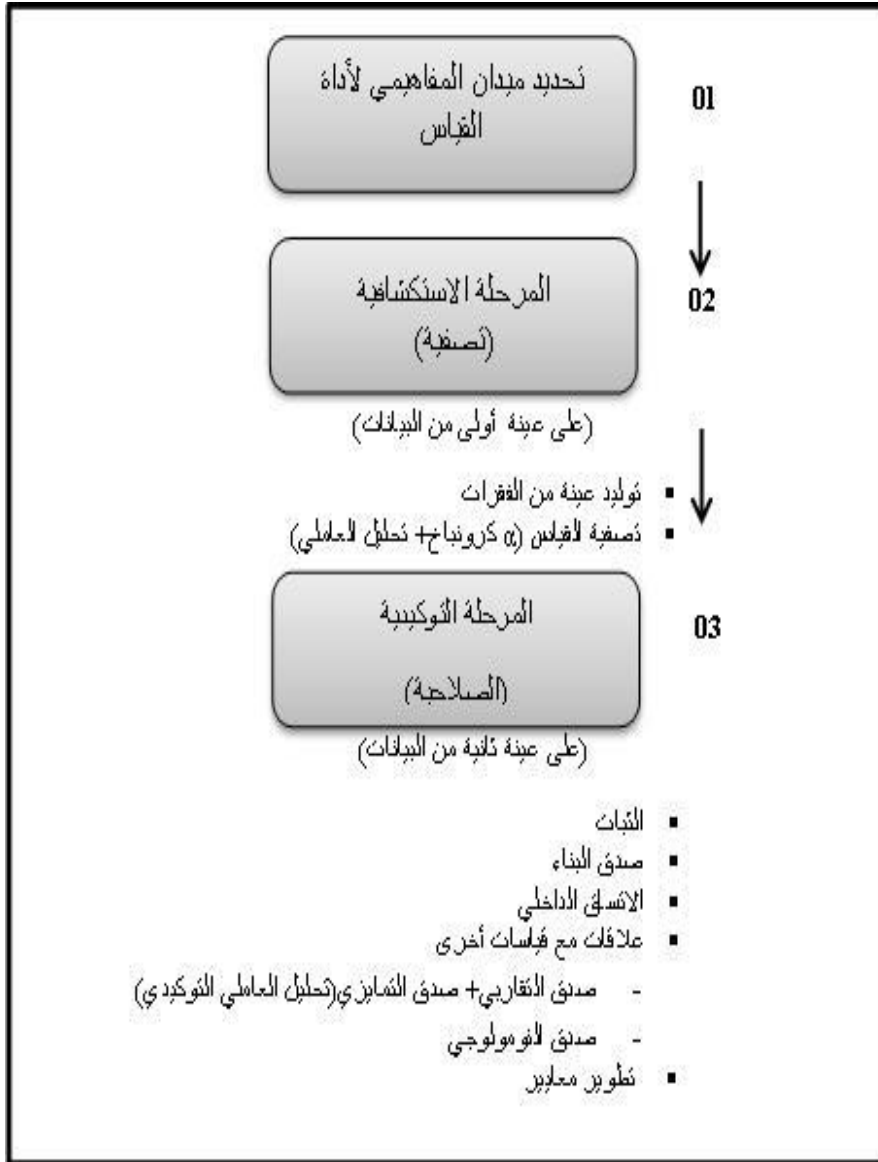 01
تحديد ميدان المفاهيمي لأداة
القياس
02
المرحلة الاستكشافية
(تصفية)
(على عينة أولى من البيانات)
▪ توليد عينة من الفقرات
▪ تصفية القياس (α كرونباخ+ تحليل العاملي)
03
المرحلة التوكيدية
(الصلاحية)
(على عينة ثانية من البيانات)
▪ الثبات
▪ صدق البناء
▪ الاتساق الداخلي
▪ علاقات مع قياسات أخرى
- صدق التقاربي+ صدق التمايزي(تحليل العاملي التوكيدي)
- صدق النومولوجي
▪ تطوير معايير